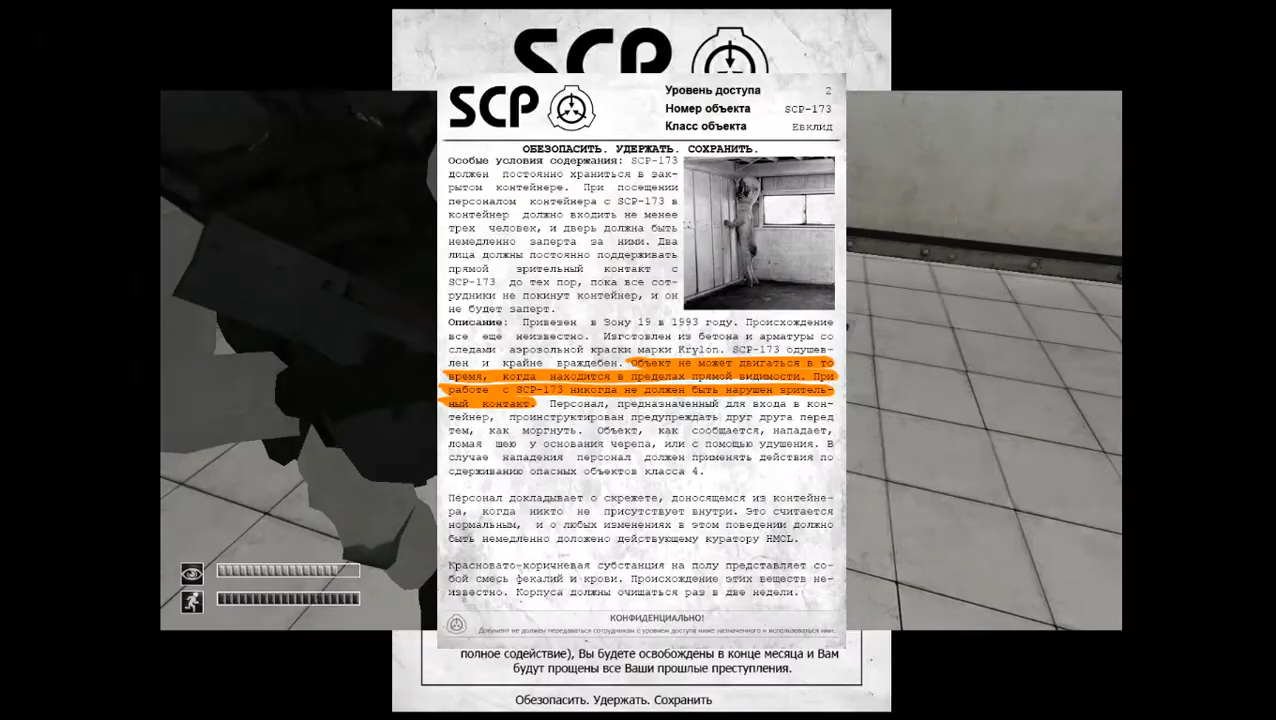 SCP
SCP
Уровень доступа 2
Номер объекта SCP-173
Класс объекта Евклид
ОБЕЗОПАСИТЬ. УДЕРЖАТЬ. СОХРАНИТЬ.
Особые условия содержания: SCP-173
должен постоянно храниться в зак-
рытом контейнере. При посещении
персоналом контейнера с SCP-173 в
контейнер должно входить не менее
трех человек, и дверь должна быть
немедленно заперта за ними. Два
лица должны постоянно поддерживать
прямой зрительный контакт с
SCP-173 до тех пор, пока все сот-
рудники не покинут контейнер, и он
не будет заперт.
Описание: Привезен в Зону 19 в 1993 году. Происхождение
все еще неизвестно. Изготовлен из бетона и арматуры со
следами аэрозольной краски марки Krylon. SCP-173 одушев-
лен и крайне враждебен. Объект не может двигаться в то
время, когда находится в пределах прямой видимости. При
работе с SCP-173 никогда не должен быть нарушен зритель-
ный контакт. Персонал, предназначенный для входа в кон-
тейнер, проинструктирован предупреждать друг друга перед
тем, как моргнуть. Объект, как сообщается, нападает,
ломая шею у основания черепа, или с помощью удушения. В
случае нападения персонал должен применять действия по
сдерживанию опасных объектов класса 4.
Персонал докладывает о скрежете, доносящемся из контейне-
ра, когда никто не присутствует внутри. Это считается
нормальным, и о любых изменениях в этом поведении должно
быть немедленно доложено действующему куратору HMCL.
Красновато-коричневая субстанция на полу представляет со-
бой смесь фекалий и крови. Происхождение этих веществ не-
известно. Корпуса должны очищаться раз в две недели.
КОНФИДЕНЦИАЛЬНО!
Документ не должен передаваться сотрудникам с уровнем доступа ниже назначенного и использоваться ими.
полное содействие), Вы будете освобождены в конце месяца и Вам
будут прощены все Ваши прошлые преступления.
Обезопасить. Удержать. Сохранить